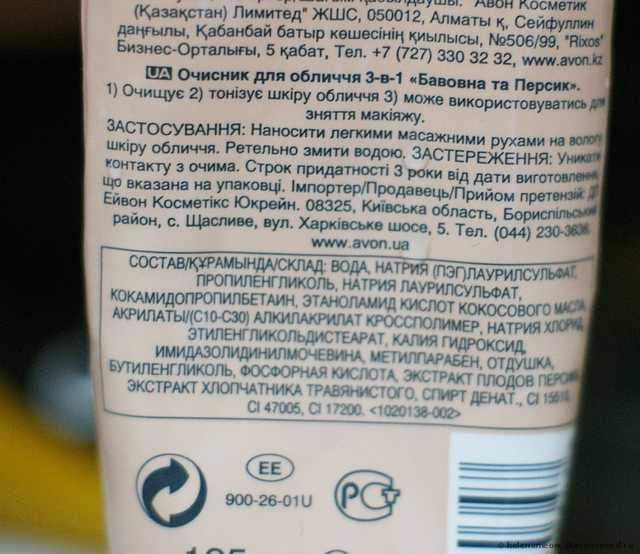 "Авон Косметик
(Қазақстан) Лимитед" ЖШС, 050012, Алматы қ, Сейфуллин
даңғылы, Қабанбай батыр көшесінің қиылысы, №506/99, "Rixos"
Бизнес-Орталығы, 5 қабат, Тел. +7 (727) 330 32 32, www.avon.kz
UA Очисник для обличчя 3-в-1 «Бавовна та Персик».
1) Очищує 2) тонізує шкіру обличчя 3) може використовуватись для
зняття макіяжу.
ЗАСТОСУВАННЯ: Наносити легкими масажними рухами на вологу
шкіру обличчя. Ретельно змити водою. ЗАСТЕРЕЖЕННЯ: Уникати
контакту з очима. Строк придатності 3 роки від дати виготовлення,
що вказана на упаковці. Імпортер/Продавець/Прийом претензій: ДП
Ейвон Косметікс Юкрейн. 08325, Київська область, Бориспільський
район, с. Щасливе, вул. Харківське шосе, 5. Тел. (044) 230-3636.
www.avon.ua
СОСТАВ/ҚҰРАМЫНДА/СКЛАД: ВОДА, НАТРИЯ (ПЭГ)ЛАУРИЛСУЛЬФАТ,
ПРОПИЛЕНГЛИКОЛЬ, НАТРИЯ ЛАУРИЛСУЛЬФАТ,
КОКАМИДОПРОПИЛБЕТАИН, ЭТАНОЛАМИД КИСЛОТ КОКОСОВОГО МАСЛА,
АКРИЛАТЫ/(C10-C30) АЛКИЛАКРИЛАТ КРОССПОЛИМЕР, НАТРИЯ ХЛОРИД,
ЭТИЛЕНГЛИКОЛЬДИСТЕАРАТ, КАЛИЯ ГИДРОКСИД,
ИМИДАЗОЛИДИНИЛМОЧЕВИНА, МЕТИЛПАРАБЕН, ОТДУШКА,
БУТИЛЕНГЛИКОЛЬ, ФОСФОРНАЯ КИСЛОТА, ЭКСТРАКТ ПЛОДОВ ПЕРСИКА,
ЭКСТРАКТ ХЛОПЧАТНИКА ТРАВЯНИСТОГО, СПИРТ ДЕНАТ., CI 15510,
CI 47005, CI 17200. <1020138-002>
EE
900-26-01U
РСТ